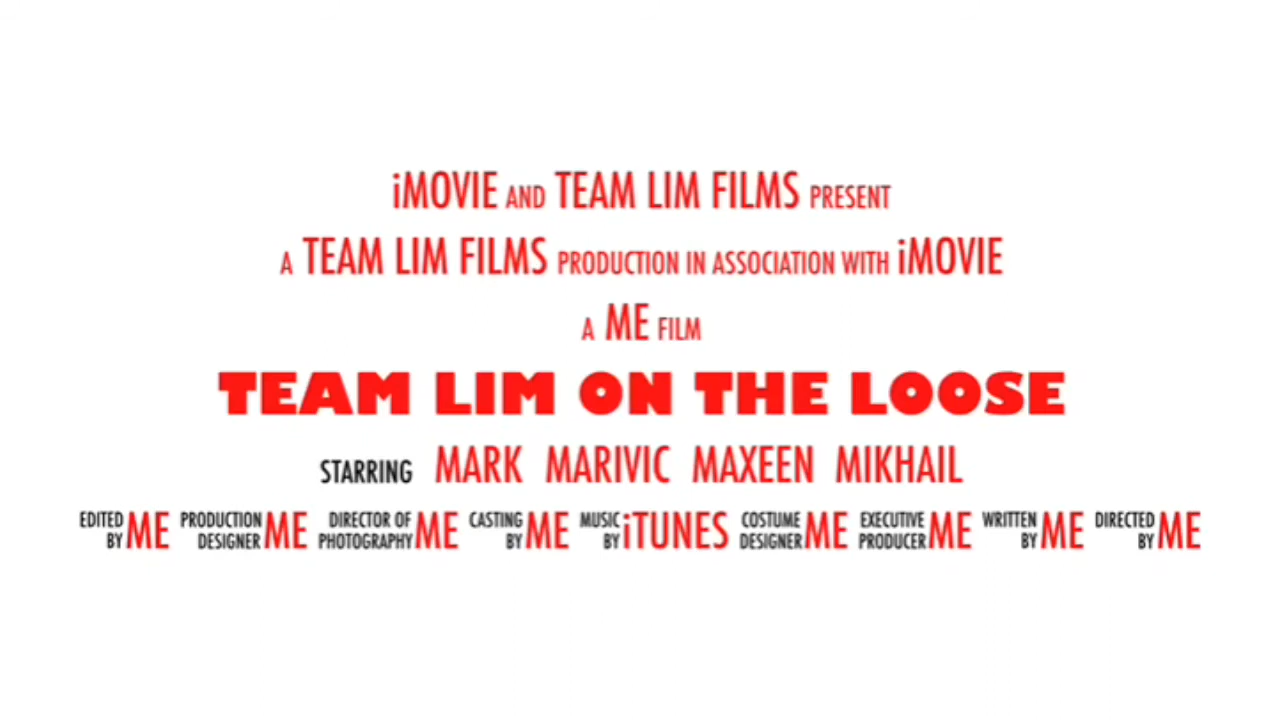 iMOVIE AND TEAM LIM FILMS PRESENT
A TEAM LIM FILMS PRODUCTION IN ASSOCIATION WITH iMOVIE
A ME FILM
TEAM LIM ON THE LOOSE
STARRING MARK MARIVIC MAXEEN MIKHAIL
EDITED BY ME PRODUCTION DESIGNER ME DIRECTOR OF PHOTOGRAPHY ME CASTING BY ME MUSIC BY iTUNES COSTUME DESIGNER ME EXECUTIVE PRODUCER ME WRITTEN BY ME DIRECTED BY ME